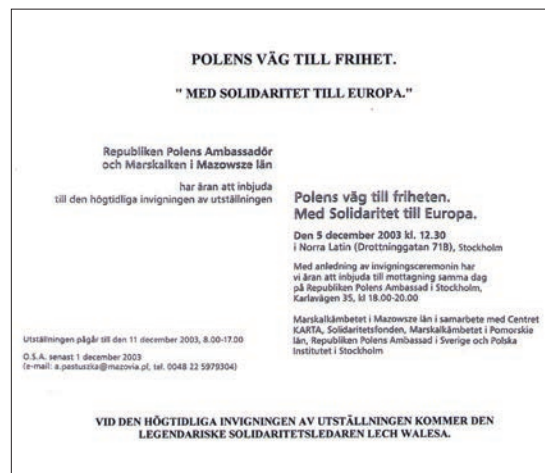 POLENS VÄG TILL FRIHET.
" MED SOLIDARITET TILL EUROPA."
Republiken Polens Ambassadör
och Marskalken i Mazowsze län
har äran att inbjuda
till den högtidliga invigningen av utställningen
Polens väg till friheten.
Med Solidaritet till Europa.
Den 5 december 2003 kl. 12.30
i Norra Latin (Drottninggatan 71B), Stockholm
Med anledning av invigningsceremonin har
vi äran att inbjuda till mottagning samma dag
på Republiken Polens Ambassad i Stockholm,
Karlavägen 35, kl 18.00-20.00
Marskalkämbetet i Mazowsze län i samarbete med Centret
KARTA, Solidaritetsfonden, Marskalkämbetet i Pomorskie
län, Republiken Polens Ambassad i Sverige och Polska
Institutet i Stockholm
Utställningen pågår till den 11 december 2003, 8.00-17.00
O.S.A. senast 1 december 2003
(e-mail: a.pastuszka@mazovia.pl, tel. 0048 22 5979304)
VID DEN HÖGTIDLIGA INVIGNINGEN AV UTSTÄLLNINGEN KOMMER DEN
LEGENDARISKE SOLIDARITETSLEDAREN LECH WALESA.